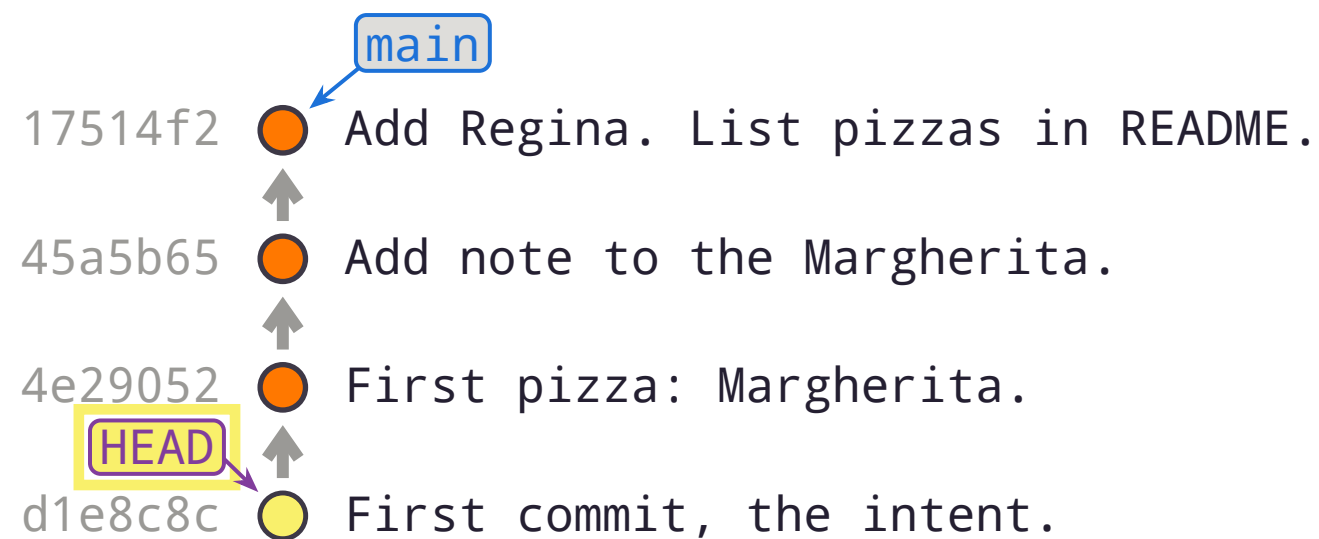 main
17514f2 Add Regina. List pizzas in README.
45a5b65 Add note to the Margherita.
4e29052 First pizza: Margherita.
HEAD
d1e8c8c First commit, the intent.